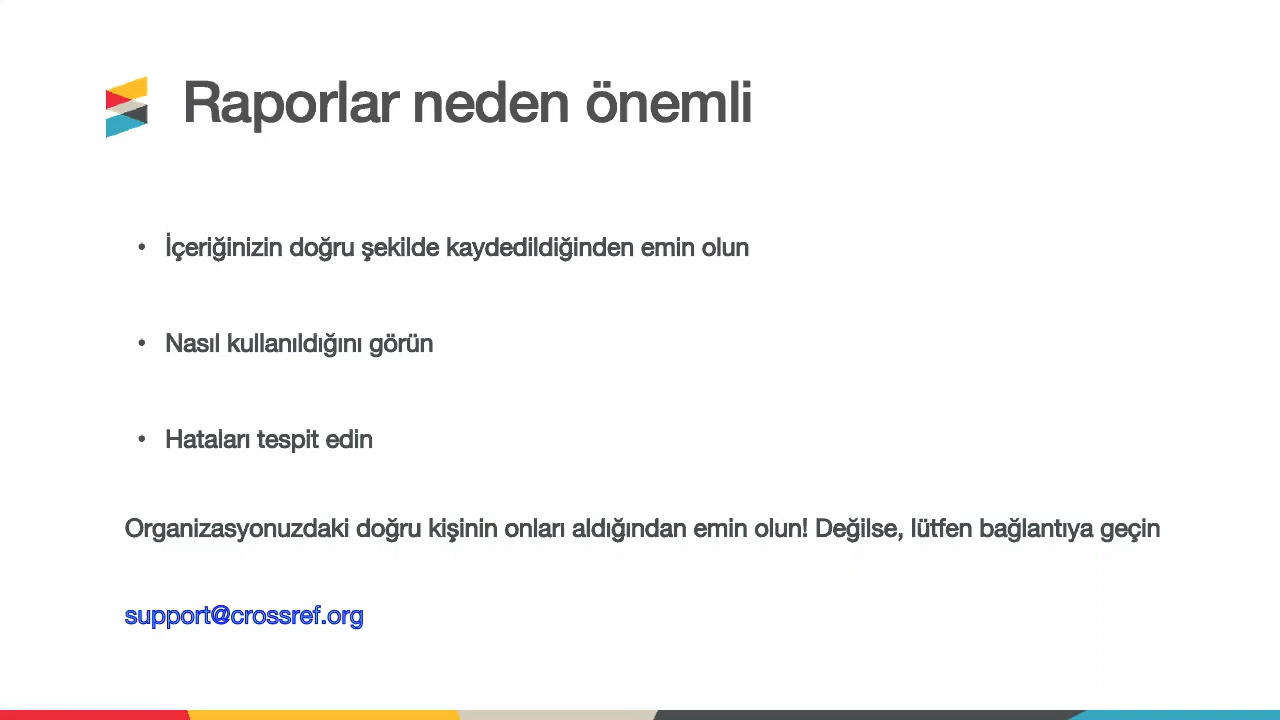 Raporlar neden önemli
• İçeriğinizin doğru şekilde kaydedildiğinden emin olun
• Nasıl kullanıldığını görün
• Hataları tespit edin
Organizasyonuzdaki doğru kişinin onları aldığından emin olun! Değilse, lütfen bağlantıya geçin
support@crossref.org